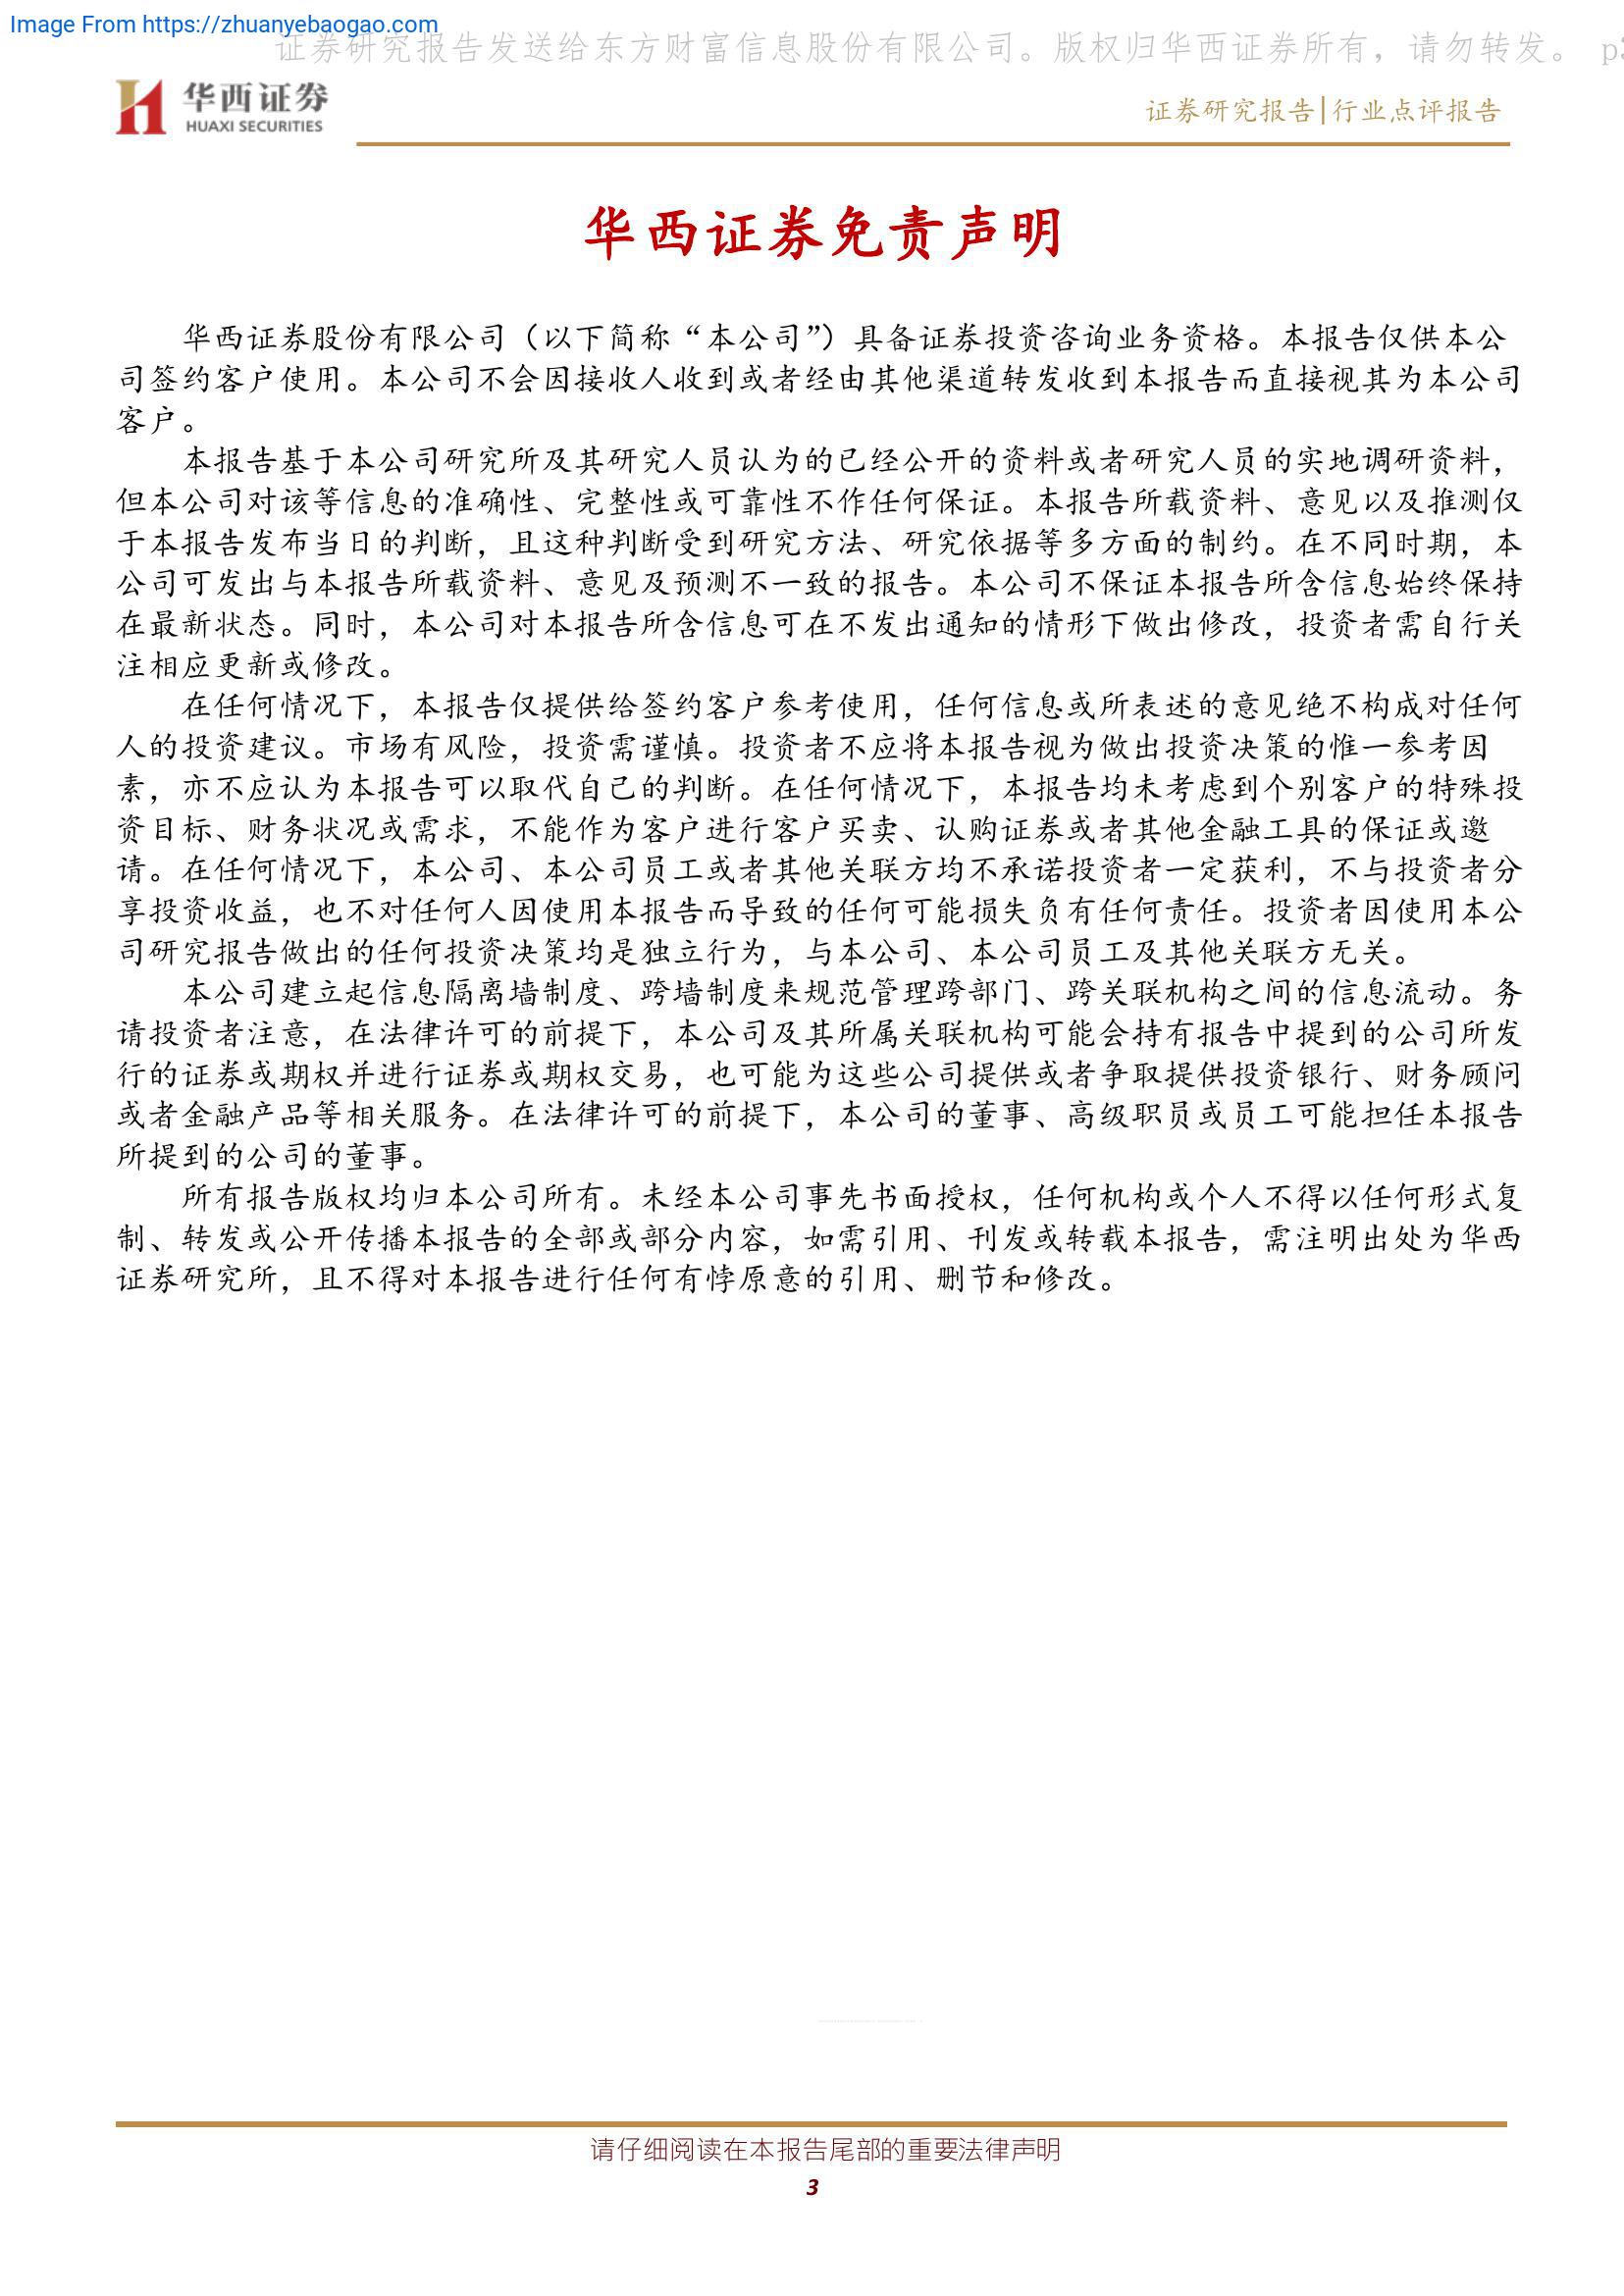 Image From https://zhuanyebaogao.com
证券研究报告发送给东方财富信息股份有限公司。版权归华西证券所有，请勿转发。 p3
华西证券
HUAXI SECURITIES
证券研究报告|行业点评报告
华西证券免责声明
华西证券股份有限公司（以下简称“本公司”）具备证券投资咨询业务资格。本报告仅供本公
司签约客户使用。本公司不会因接收人收到或者经由其他渠道转发收到本报告而直接视其为本公司
客户。
本报告基于本公司研究所及其研究人员认为的已经公开的资料或者研究人员的实地调研资料，
但本公司对该等信息的准确性、完整性或可靠性不作任何保证。本报告所载资料、意见以及推测仅
于本报告发布当日的判断，且这种判断受到研究方法、研究依据等多方面的制约。在不同时期，本
公司可发出与本报告所载资料、意见及预测不一致的报告。本公司不保证本报告所含信息始终保持
在最新状态。同时，本公司对本报告所含信息可在不发出通知的情形下做出修改，投资者需自行关
注相应更新或修改。
在任何情况下，本报告仅提供给签约客户参考使用，任何信息或所表述的意见绝不构成对任何
人的投资建议。市场有风险，投资需谨慎。投资者不应将本报告视为做出投资决策的惟一参考因
素，亦不应认为本报告可以取代自己的判断。在任何情况下，本报告均未考虑到个别客户的特殊投
资目标、财务状况或需求，不能作为客户进行客户买卖、认购证券或者其他金融工具的保证或邀
请。在任何情况下，本公司、本公司员工或者其他关联方均不承诺投资者一定获利，不与投资者分
享投资收益，也不对任何人因使用本报告而导致的任何可能损失负有任何责任。投资者因使用本公
司研究报告做出的任何投资决策均是独立行为，与本公司、本公司员工及其他关联方无关。
本公司建立起信息隔离墙制度、跨墙制度来规范管理跨部门、跨关联机构之间的信息流动。务
请投资者注意，在法律许可的前提下，本公司及其所属关联机构可能会持有报告中提到的公司所发
行的证券或期权并进行证券或期权交易，也可能为这些公司提供或者争取提供投资银行、财务顾问
或者金融产品等相关服务。在法律许可的前提下，本公司的董事、高级职员或员工可能担任本报告
所提到的公司的董事。
所有报告版权均归本公司所有。未经本公司事先书面授权，任何机构或个人不得以任何形式复
制、转发或公开传播本报告的全部或部分内容，如需引用、刊发或转载本报告，需注明出处为华西
证券研究所，且不得对本报告进行任何有悖原意的引用、删节和修改。
请仔细阅读在本报告尾部的重要法律声明
3